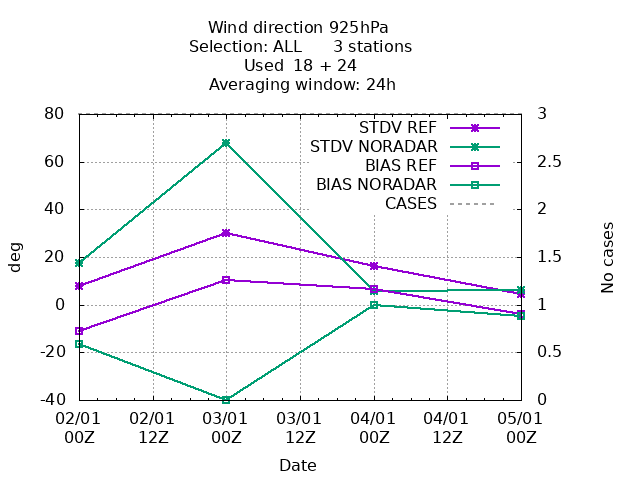 Wind direction 925hPa
Selection: ALL 3 stations
Used 18 + 24
Averaging window: 24h
80 3
STDV REF
STDV NORADAR
60 2.5
BIAS REF
BIAS NORADAR
40 2
CASES
deg
20 1.5
No cases
0 1
-20 0.5
-40 0
02/01 02/01 03/01 03/01 04/01 04/01 05/01
00Z 12Z 00Z 12Z 00Z 12Z 00Z
Date